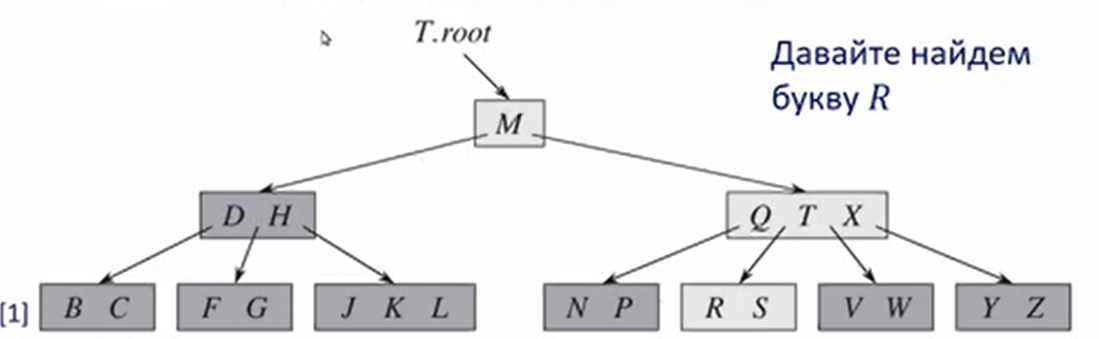 T.root
Давайте найдем
букву R
M
D H
Q T X
[1]
B C
F G
J K L
N P
R S
V W
Y Z